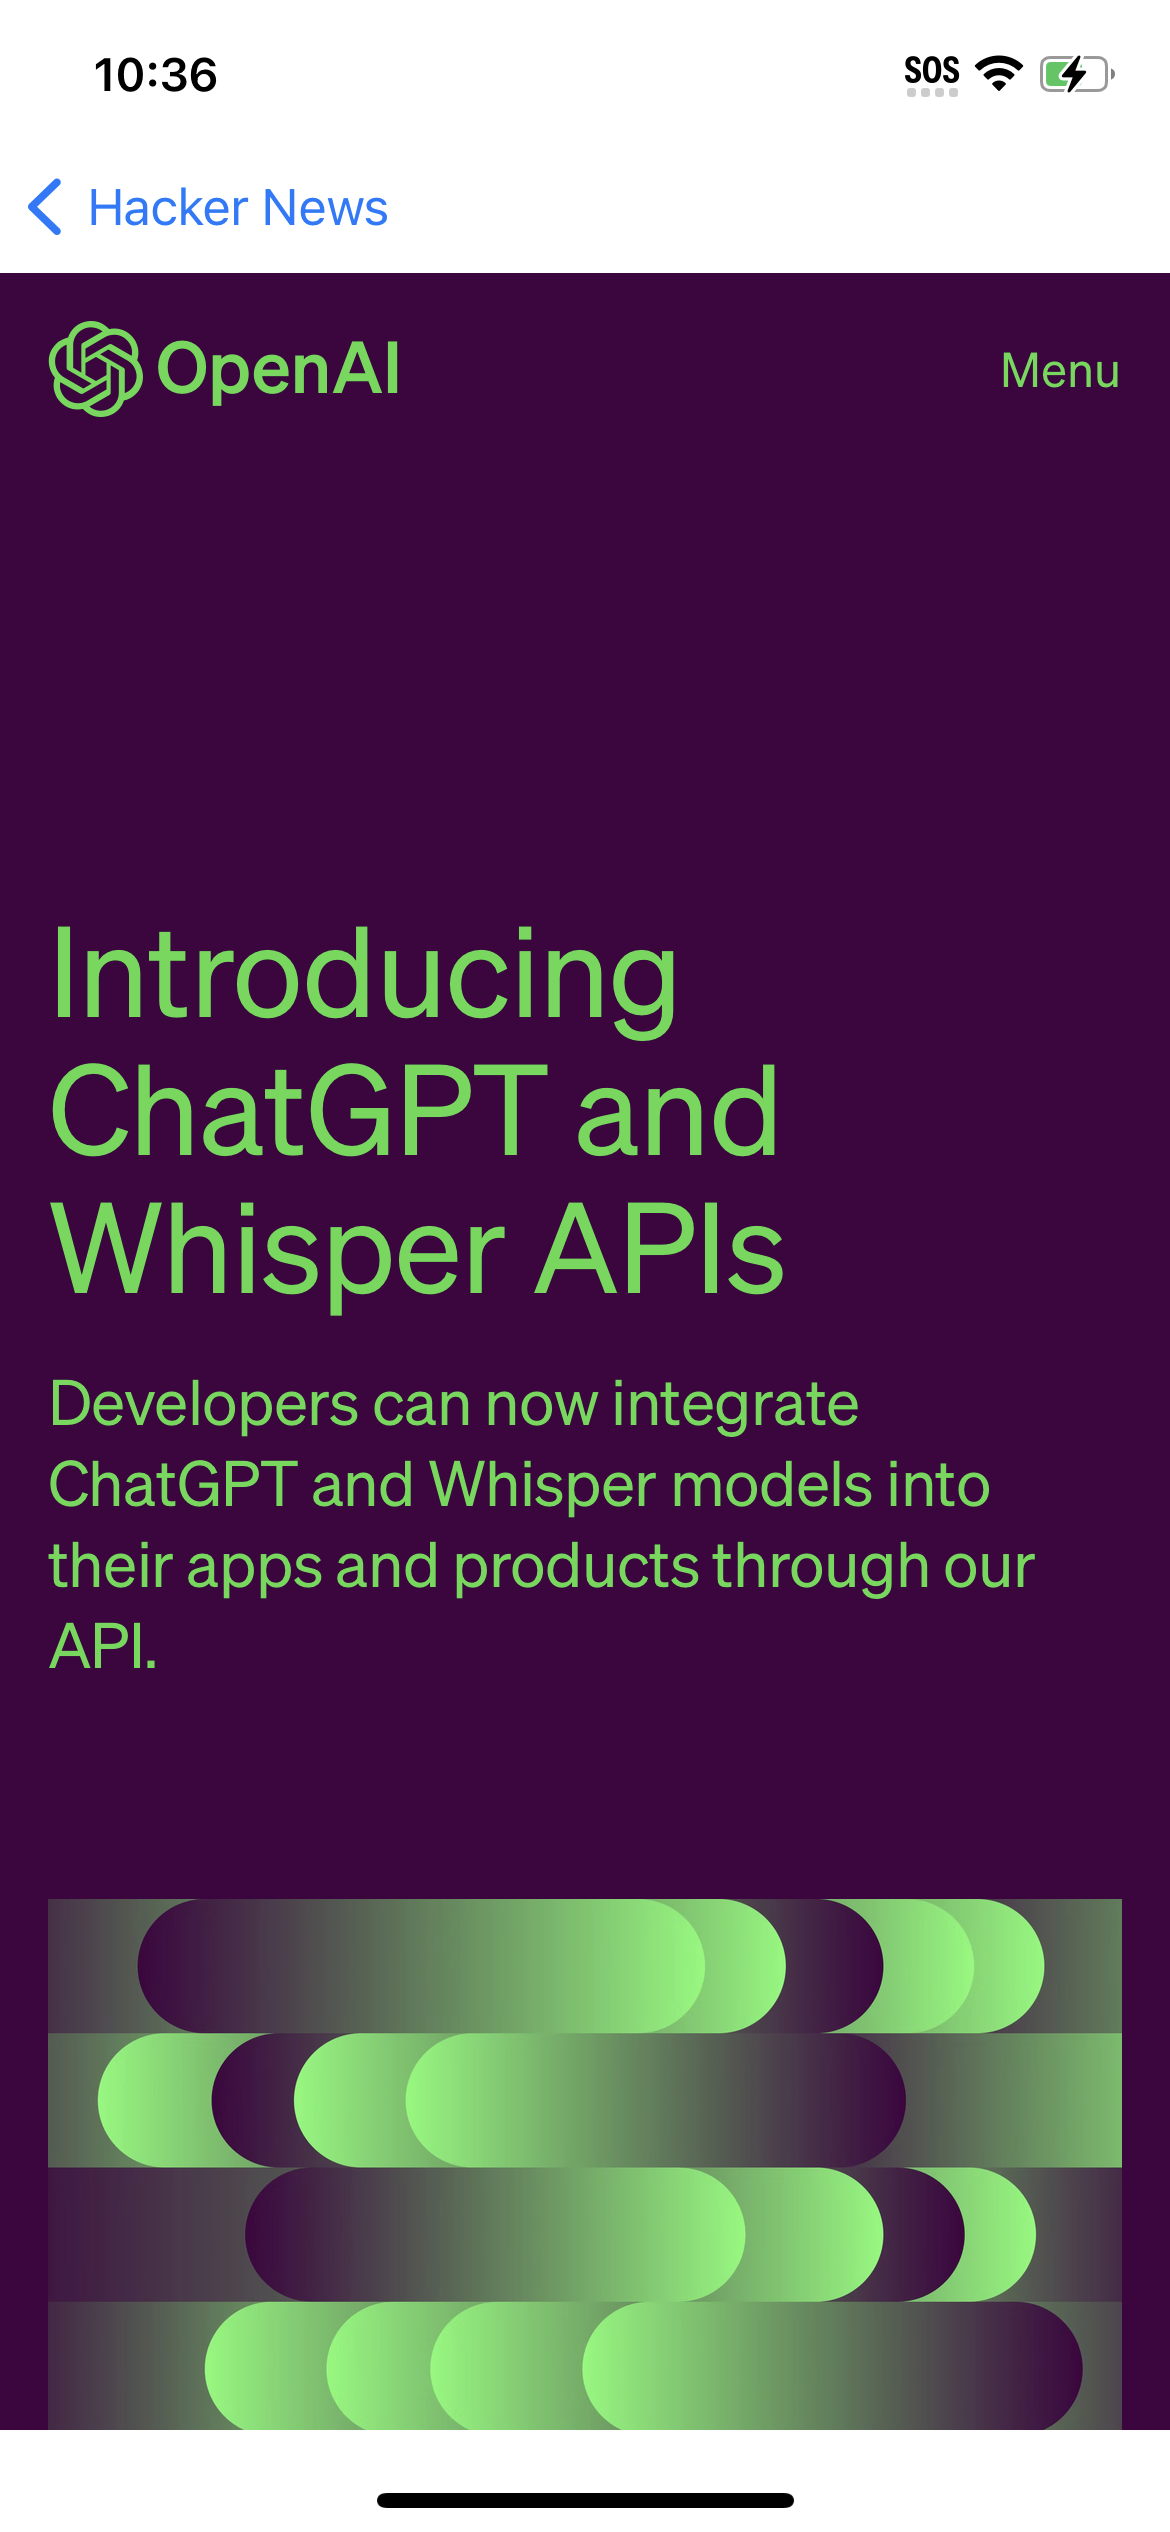 10:36 SOS
Hacker News
OpenAI Menu
Introducing
ChatGPT and
Whisper APIs
Developers can now integrate
ChatGPT and Whisper models into
their apps and products through our
API.